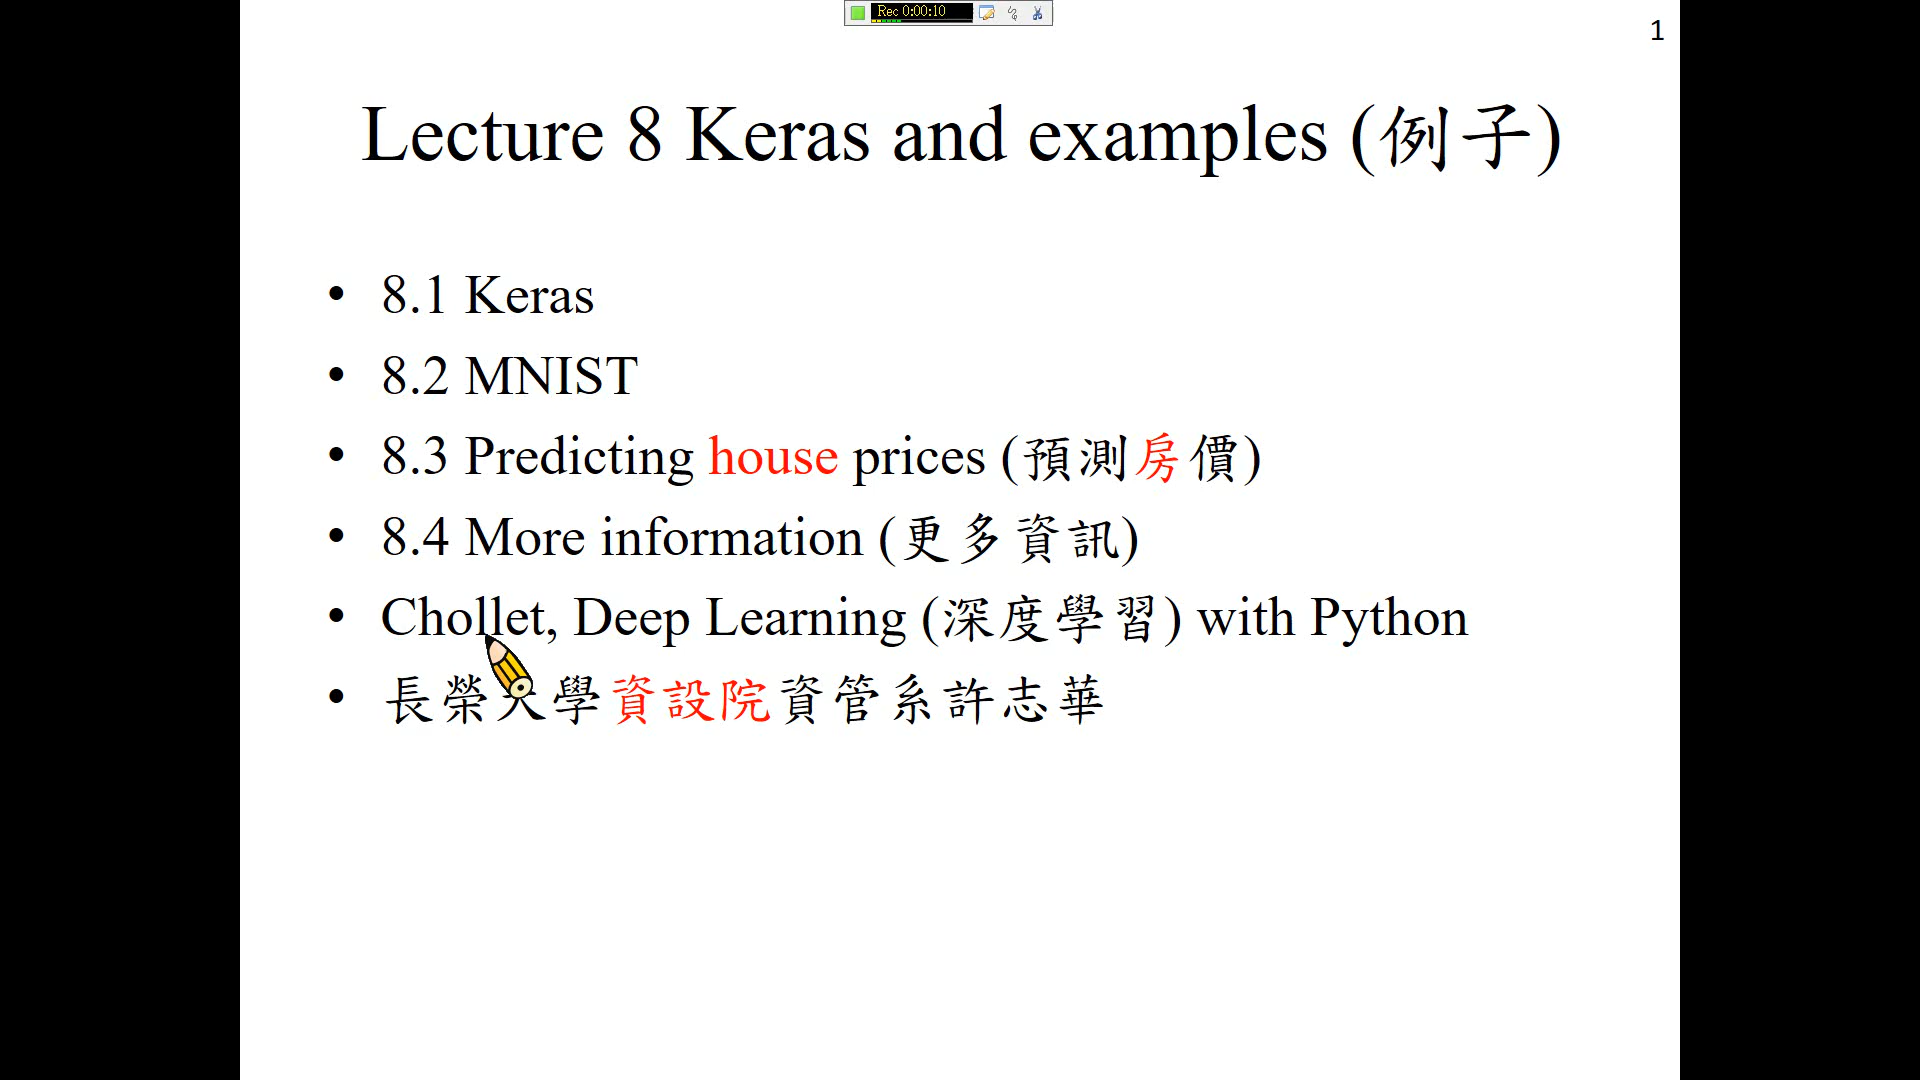 Rec 0:00:10
1
Lecture 8 Keras and examples (例子)
• 8.1 Keras
• 8.2 MNIST
• 8.3 Predicting house prices (預測房價)
• 8.4 More information (更多資訊)
• Chollet, Deep Learning (深度學習) with Python
• 長榮大學資設院資管系許志華